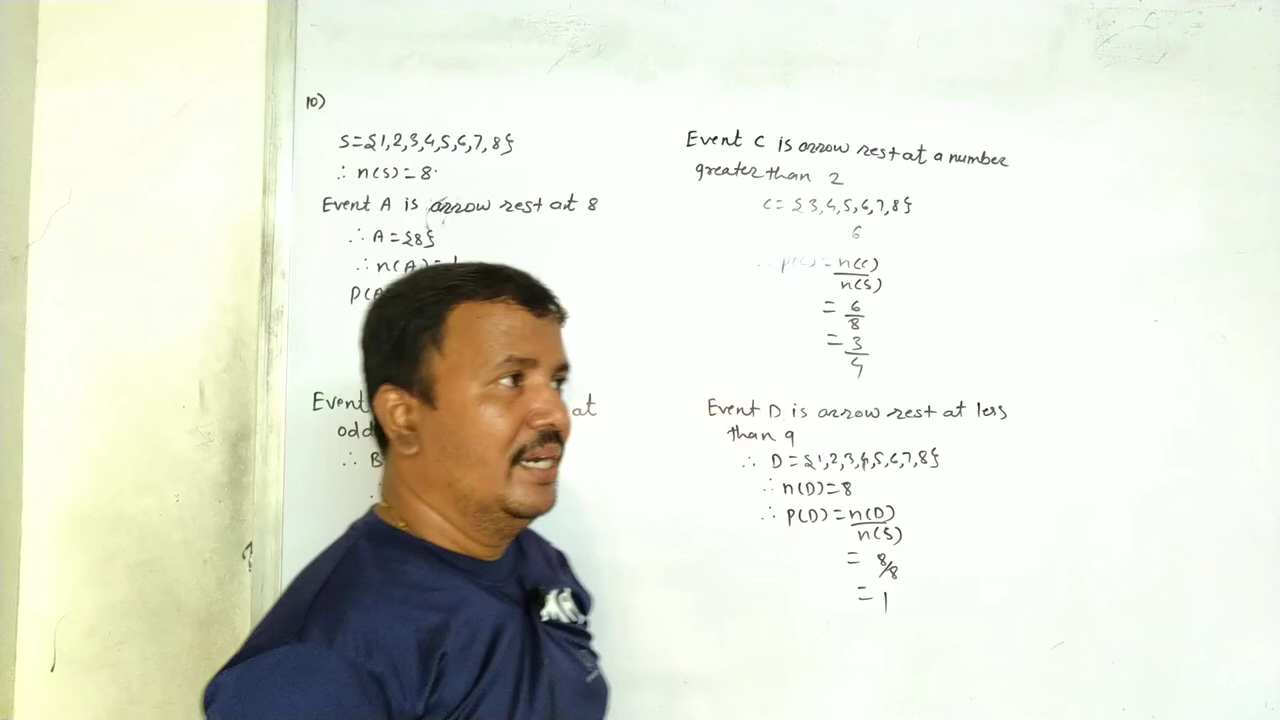 10)
S={1,2,3,4,5,6,7,8}
∴ n(S)=8.
Event A is arrow rest at 8
∴ A={8}
∴ n(A)=1
P(A
Event at
odd
∴ B
Event C is arrow rest at a number
greater than 2
C={3,4,5,6,7,8}
6
∴ P(C)=n(C)
n(S)
= 6
8
= 3
4
Event D is arrow rest at less
than 9
∴ D={1,2,3,4,5,6,7,8}
∴ n(D)=8
∴ P(D)=n(D)
n(S)
= 8/8
= 1